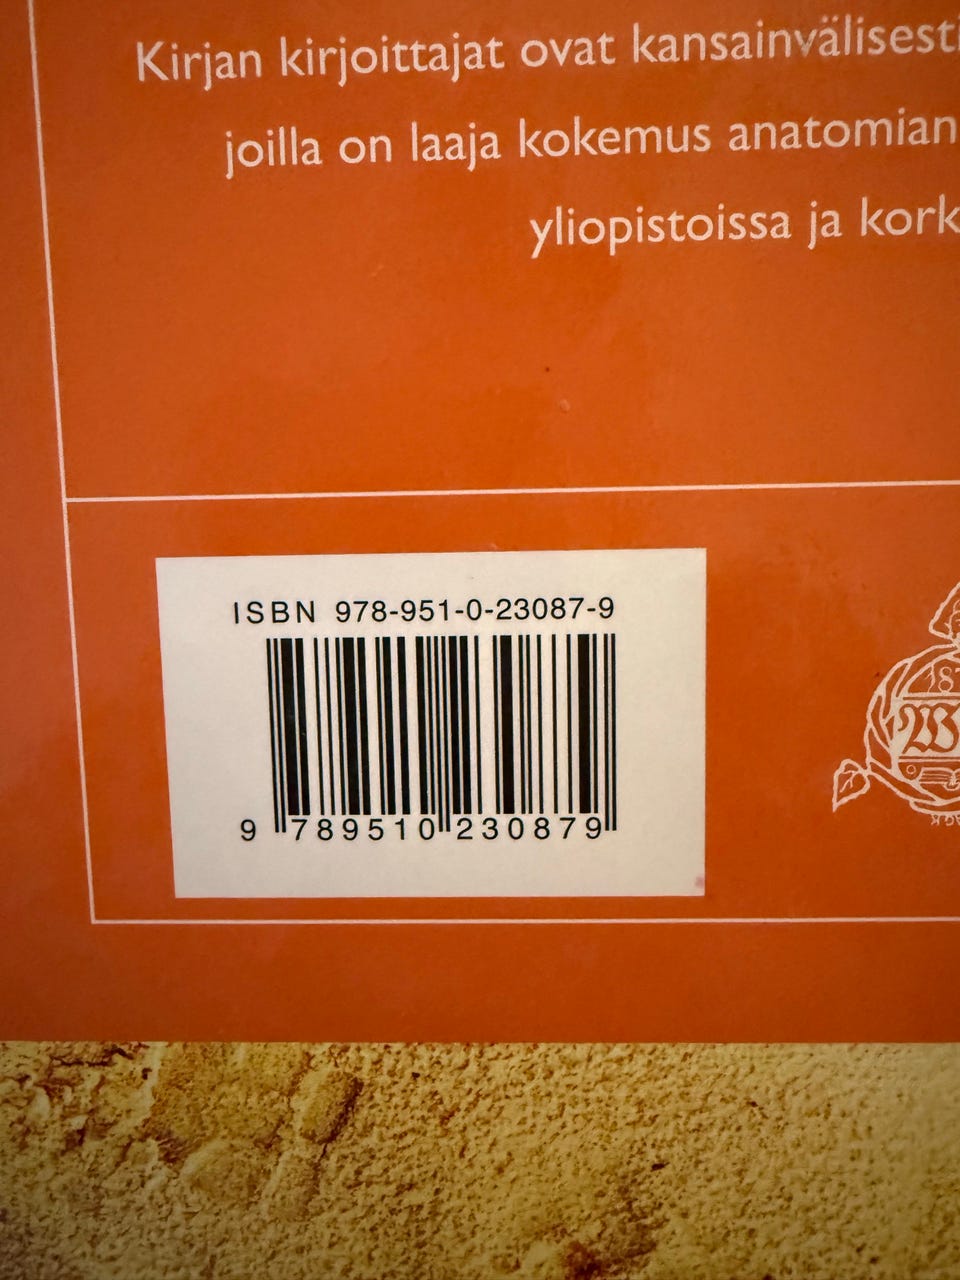 Kirjan kirjoittajat ovat kansainvälisesti
joilla on laaja kokemus anatomian
yliopistoissa ja kork
ISBN 978-951-0-23087-9
9 789510 230879